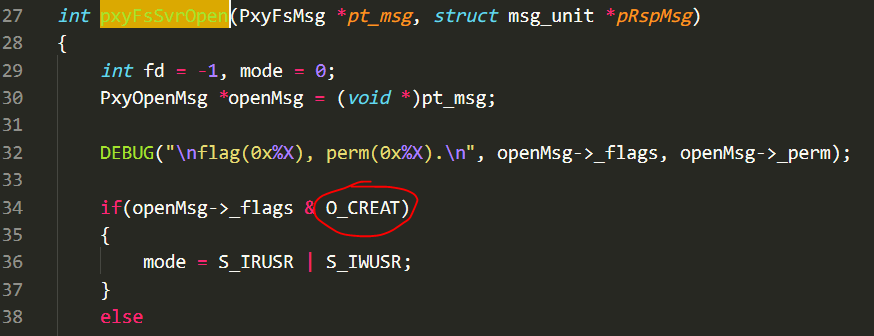 27 int pxyFsSvrOpen(PxyFsMsg *pt_msg, struct msg_unit *pRspMsg)
28 {
29 int fd = -1, mode = 0;
30 PxyOpenMsg *openMsg = (void *)pt_msg;
31
32 DEBUG("\nflag(0x%X), perm(0x%X).\n", openMsg->_flags, openMsg->_perm);
33
34 if(openMsg->_flags & O_CREAT)
35 {
36 mode = S_IRUSR | S_IWUSR;
37 }
38 else